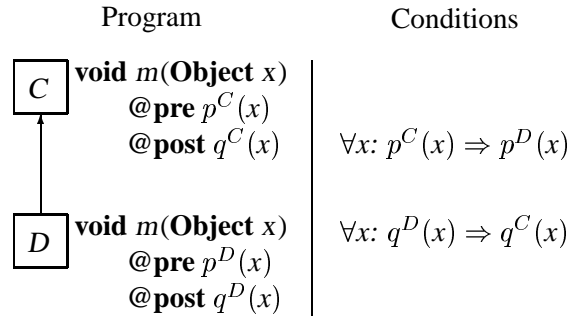 Program Conditions
C void m(Object x)
@pre p^C(x)
@post q^C(x) ∀x: p^C(x) ⇒ p^D(x)
D void m(Object x) ∀x: q^D(x) ⇒ q^C(x)
@pre p^D(x)
@post q^D(x)